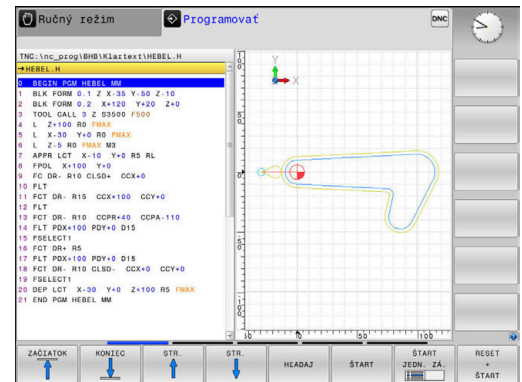 Ručný režim
Programovať
DNC
TNC:\nc_prog\BHB\Klartext\HEBEL.H
→HEBEL.H
0 BEGIN PGM HEBEL MM
1 BLK FORM 0.1 Z X-35 Y-50 Z-10
2 BLK FORM 0.2 X+120 Y+20 Z+0
3 TOOL CALL 3 Z S3500 F500
4 L Z+100 R0 FMAX
5 L X-30 Y+0 R0 FMAX
6 L Z-5 R0 FMAX M3
7 APPR LCT X-10 Y+0 R5 RL
8 FPOL X+100 Y+0
9 FC DR- R10 CLSD+ CCX+0
10 FLT
11 FCT DR- R15 CCX+100 CCY+0
12 FLT
13 FCT DR- R10 CCPR+40 CCPA-110
14 FLT PDX+100 PDY+0 D15
15 FSELECT1
16 FCT DR+ R5
17 FLT PDX+100 PDY+0 D15
18 FCT DR- R10 CLSD- CCX+0 CCY+0
19 FSELECT1
20 DEP LCT X-30 Y+0 Z+100 R5 FMAX
21 END PGM HEBEL MM
Y
X
0
50
100
ZAČIATOK
KONIEC
STR.
STR.
HĽADAJ
ŠTART
ŠTART
JEDN. ZÁ.
RESET
+
ŠTART